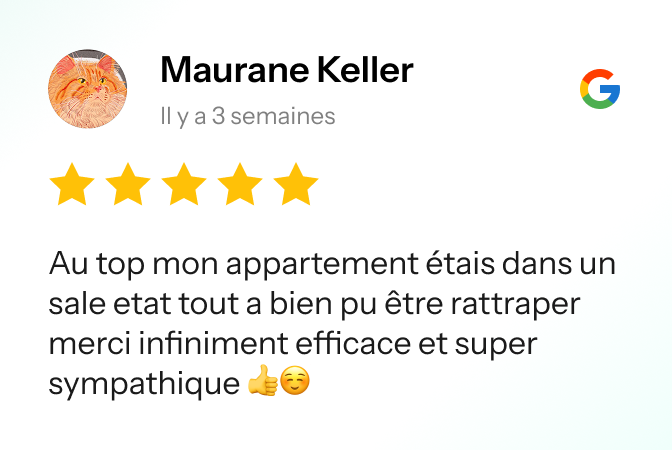 Maurane Keller
Il y a 3 semaines
Au top mon appartement étais dans un
sale etat tout a bien pu être rattraper
merci infiniment efficace et super
sympathique 👍☺️